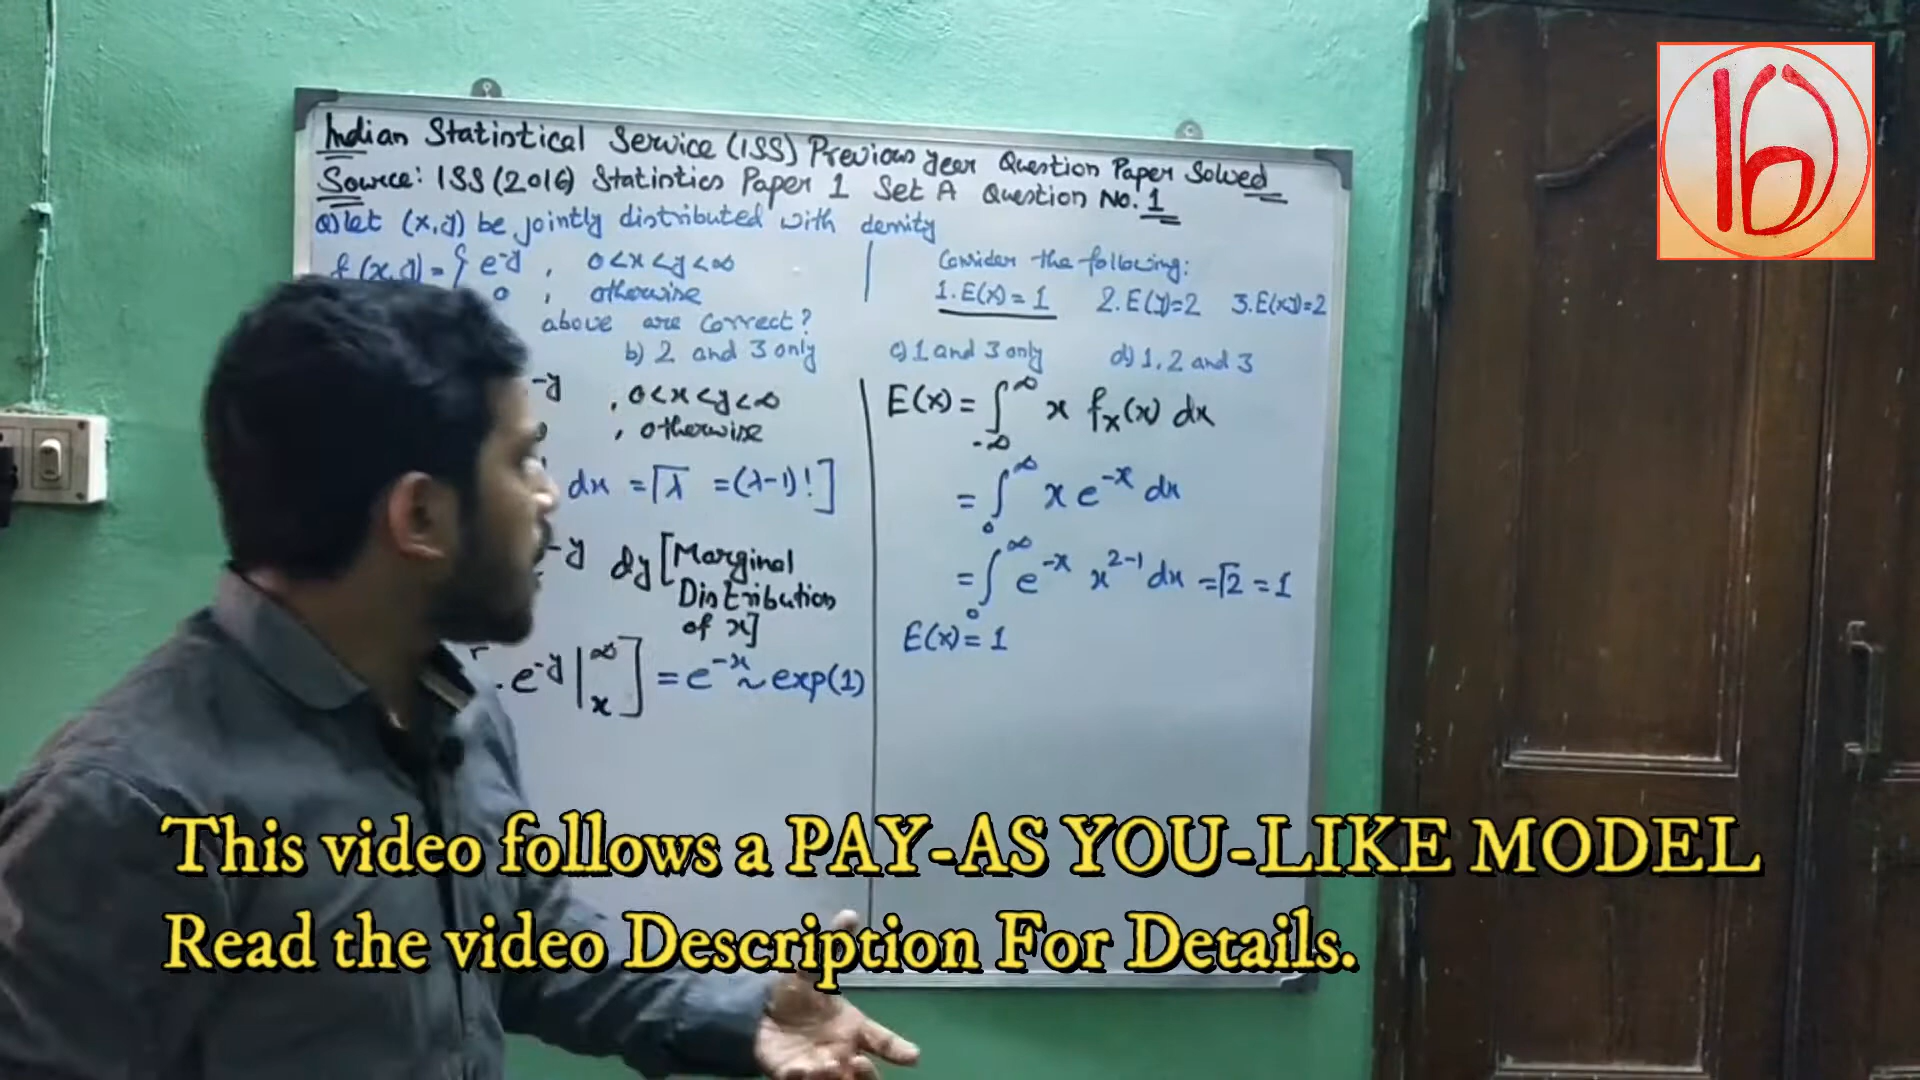 Indian Statistical Service (ISS) Previous year Question Paper Solved
Source: ISS (2016) Statistics Paper 1 Set A Question No. 1
Q) let (x,y) be jointly distributed with density
f(x,y) = { e^-y , 0<x<y<∞
0 , otherwise
Consider the following:
1. E(x) = 1 2. E(y)=2 3. E(xy)=2
above are correct?
b) 2 and 3 only c) 1 and 3 only d) 1, 2 and 3
-y , 0<x<y<∞
, otherwise
dx = Γλ = (λ-1)! ]
-y dy [Marginal
Distribution
of x]
e^-y |_x^∞ ] = e^-x ~ exp(1)
E(x) = ∫_-∞^∞ x f_x(x) dx
= ∫_0^∞ x e^-x dx
= ∫_0^∞ e^-x x^2-1 dx = Γ2 = 1
E(x) = 1
This video follows a PAY-AS YOU-LIKE MODEL
Read the video Description For Details.